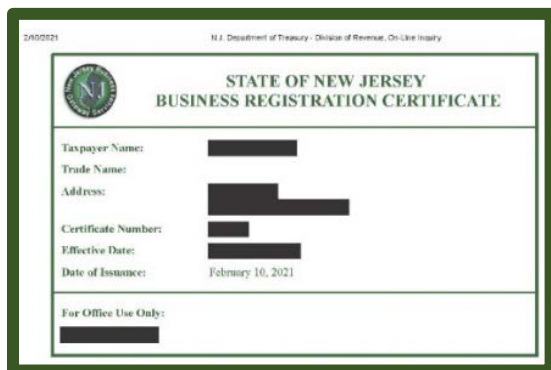 2/10/2021 N.J. Department of Treasury - Division of Revenue, On-Line Inquiry
STATE OF NEW JERSEY
BUSINESS REGISTRATION CERTIFICATE
NJ
Taxpayer Name:
Trade Name:
Address:
Certificate Number:
Effective Date:
Date of Issuance: February 10, 2021
For Office Use Only: